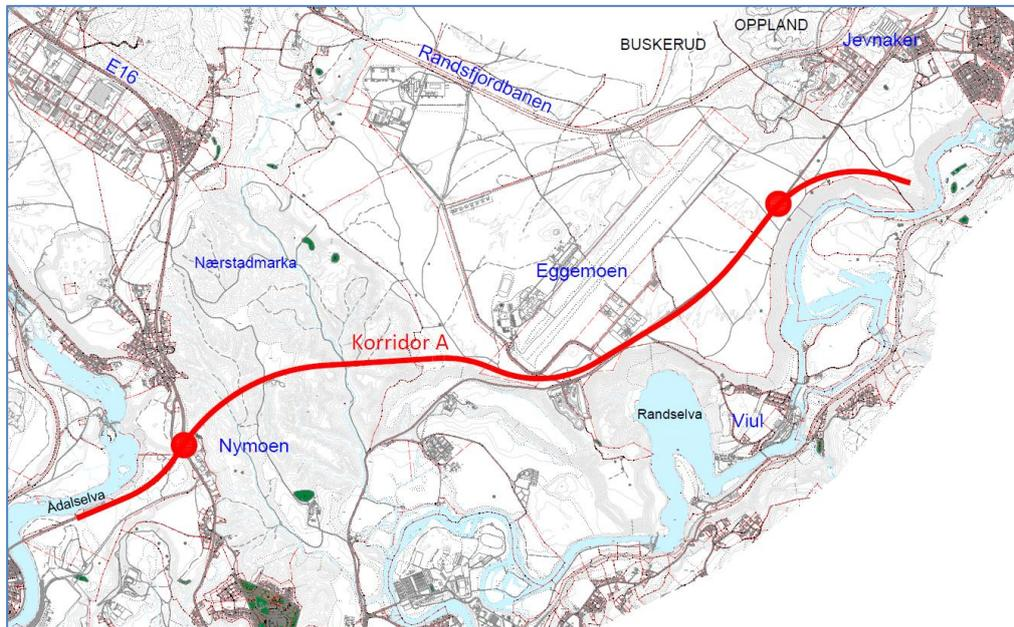 OPPLAND
BUSKERUD
Jevnaker
E16
Randsfjordbanen
Nærstadmarka
Eggemoen
Korridor A
Randselva
Viul
Nymoen
Ådalselva